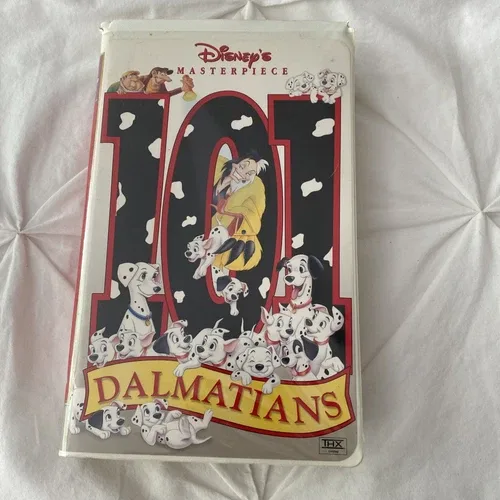 Disney's
MASTERPIECE
101
DALMATIANS
THX